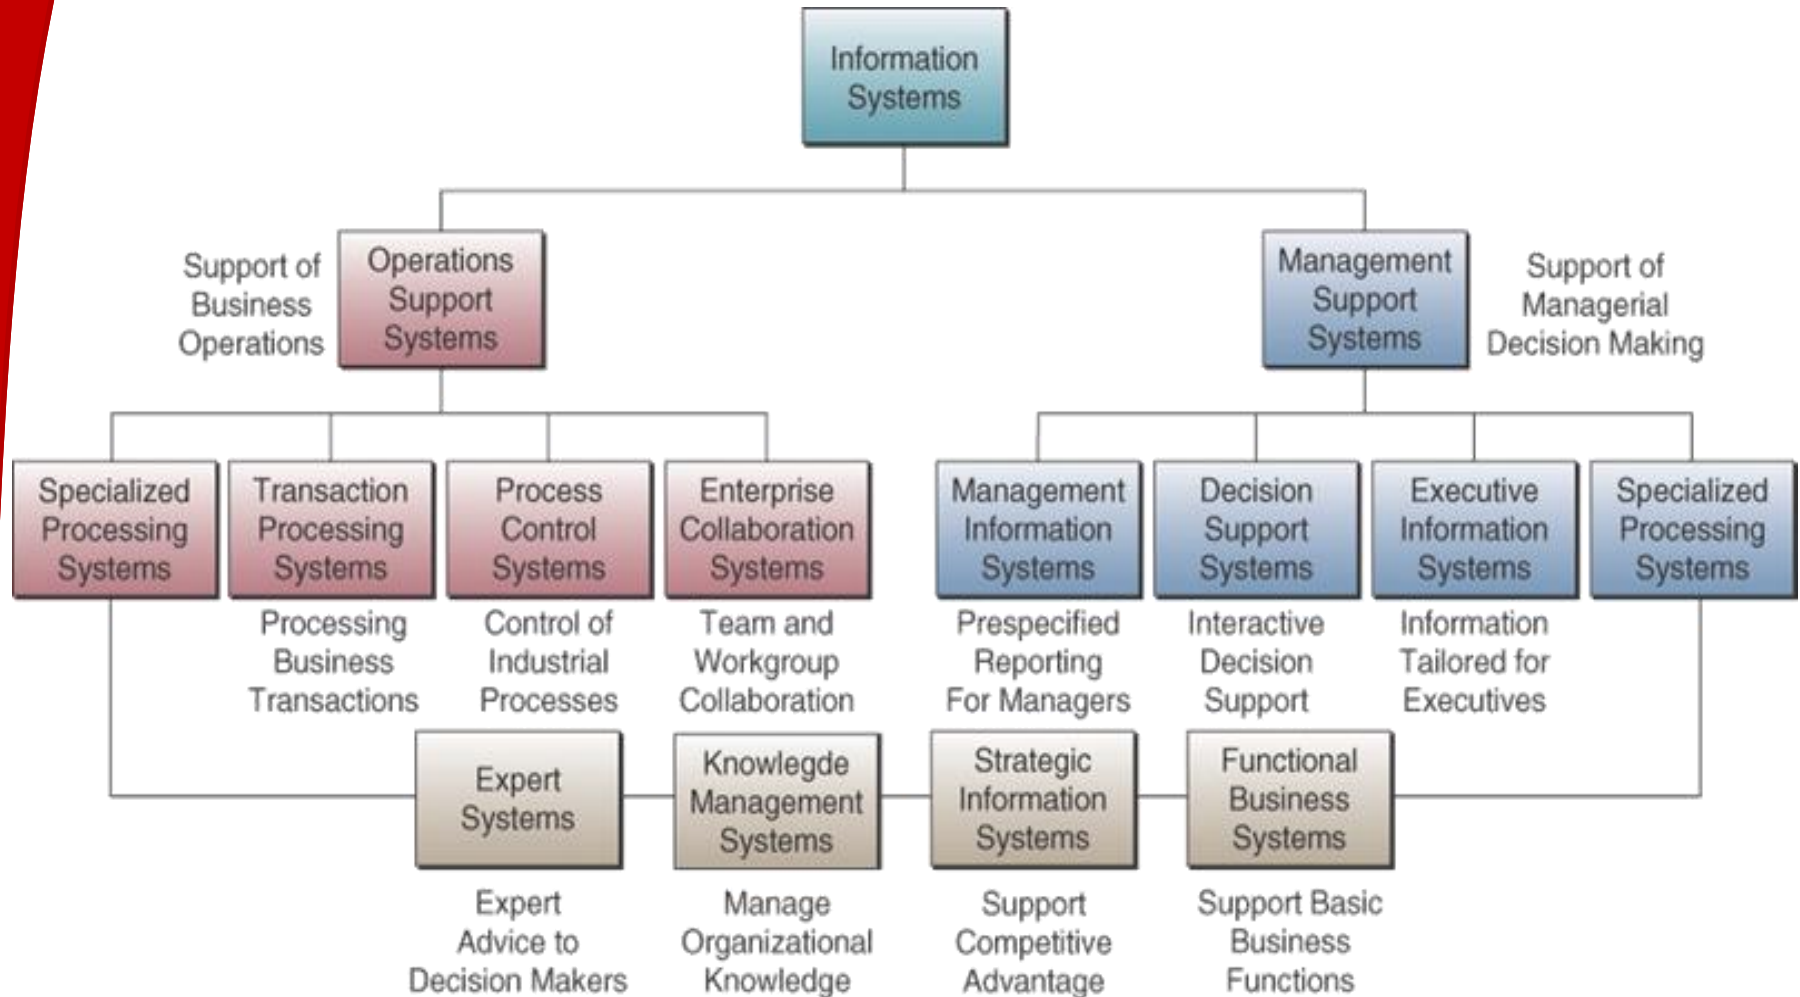 Information
Systems
Support of
Business
Operations
Operations
Support
Systems
Management
Support
Systems
Support of
Managerial
Decision Making
Specialized
Processing
Systems
Transaction
Processing
Systems
Process
Control
Systems
Enterprise
Collaboration
Systems
Management
Information
Systems
Decision
Support
Systems
Executive
Information
Systems
Specialized
Processing
Systems
Processing
Business
Transactions
Control of
Industrial
Processes
Team and
Workgroup
Collaboration
Prespecified
Reporting
For Managers
Interactive
Decision
Support
Information
Tailored for
Executives
Expert
Systems
Knowlegde
Management
Systems
Strategic
Information
Systems
Functional
Business
Systems
Expert
Advice to
Decision Makers
Manage
Organizational
Knowledge
Support
Competitive
Advantage
Support Basic
Business
Functions